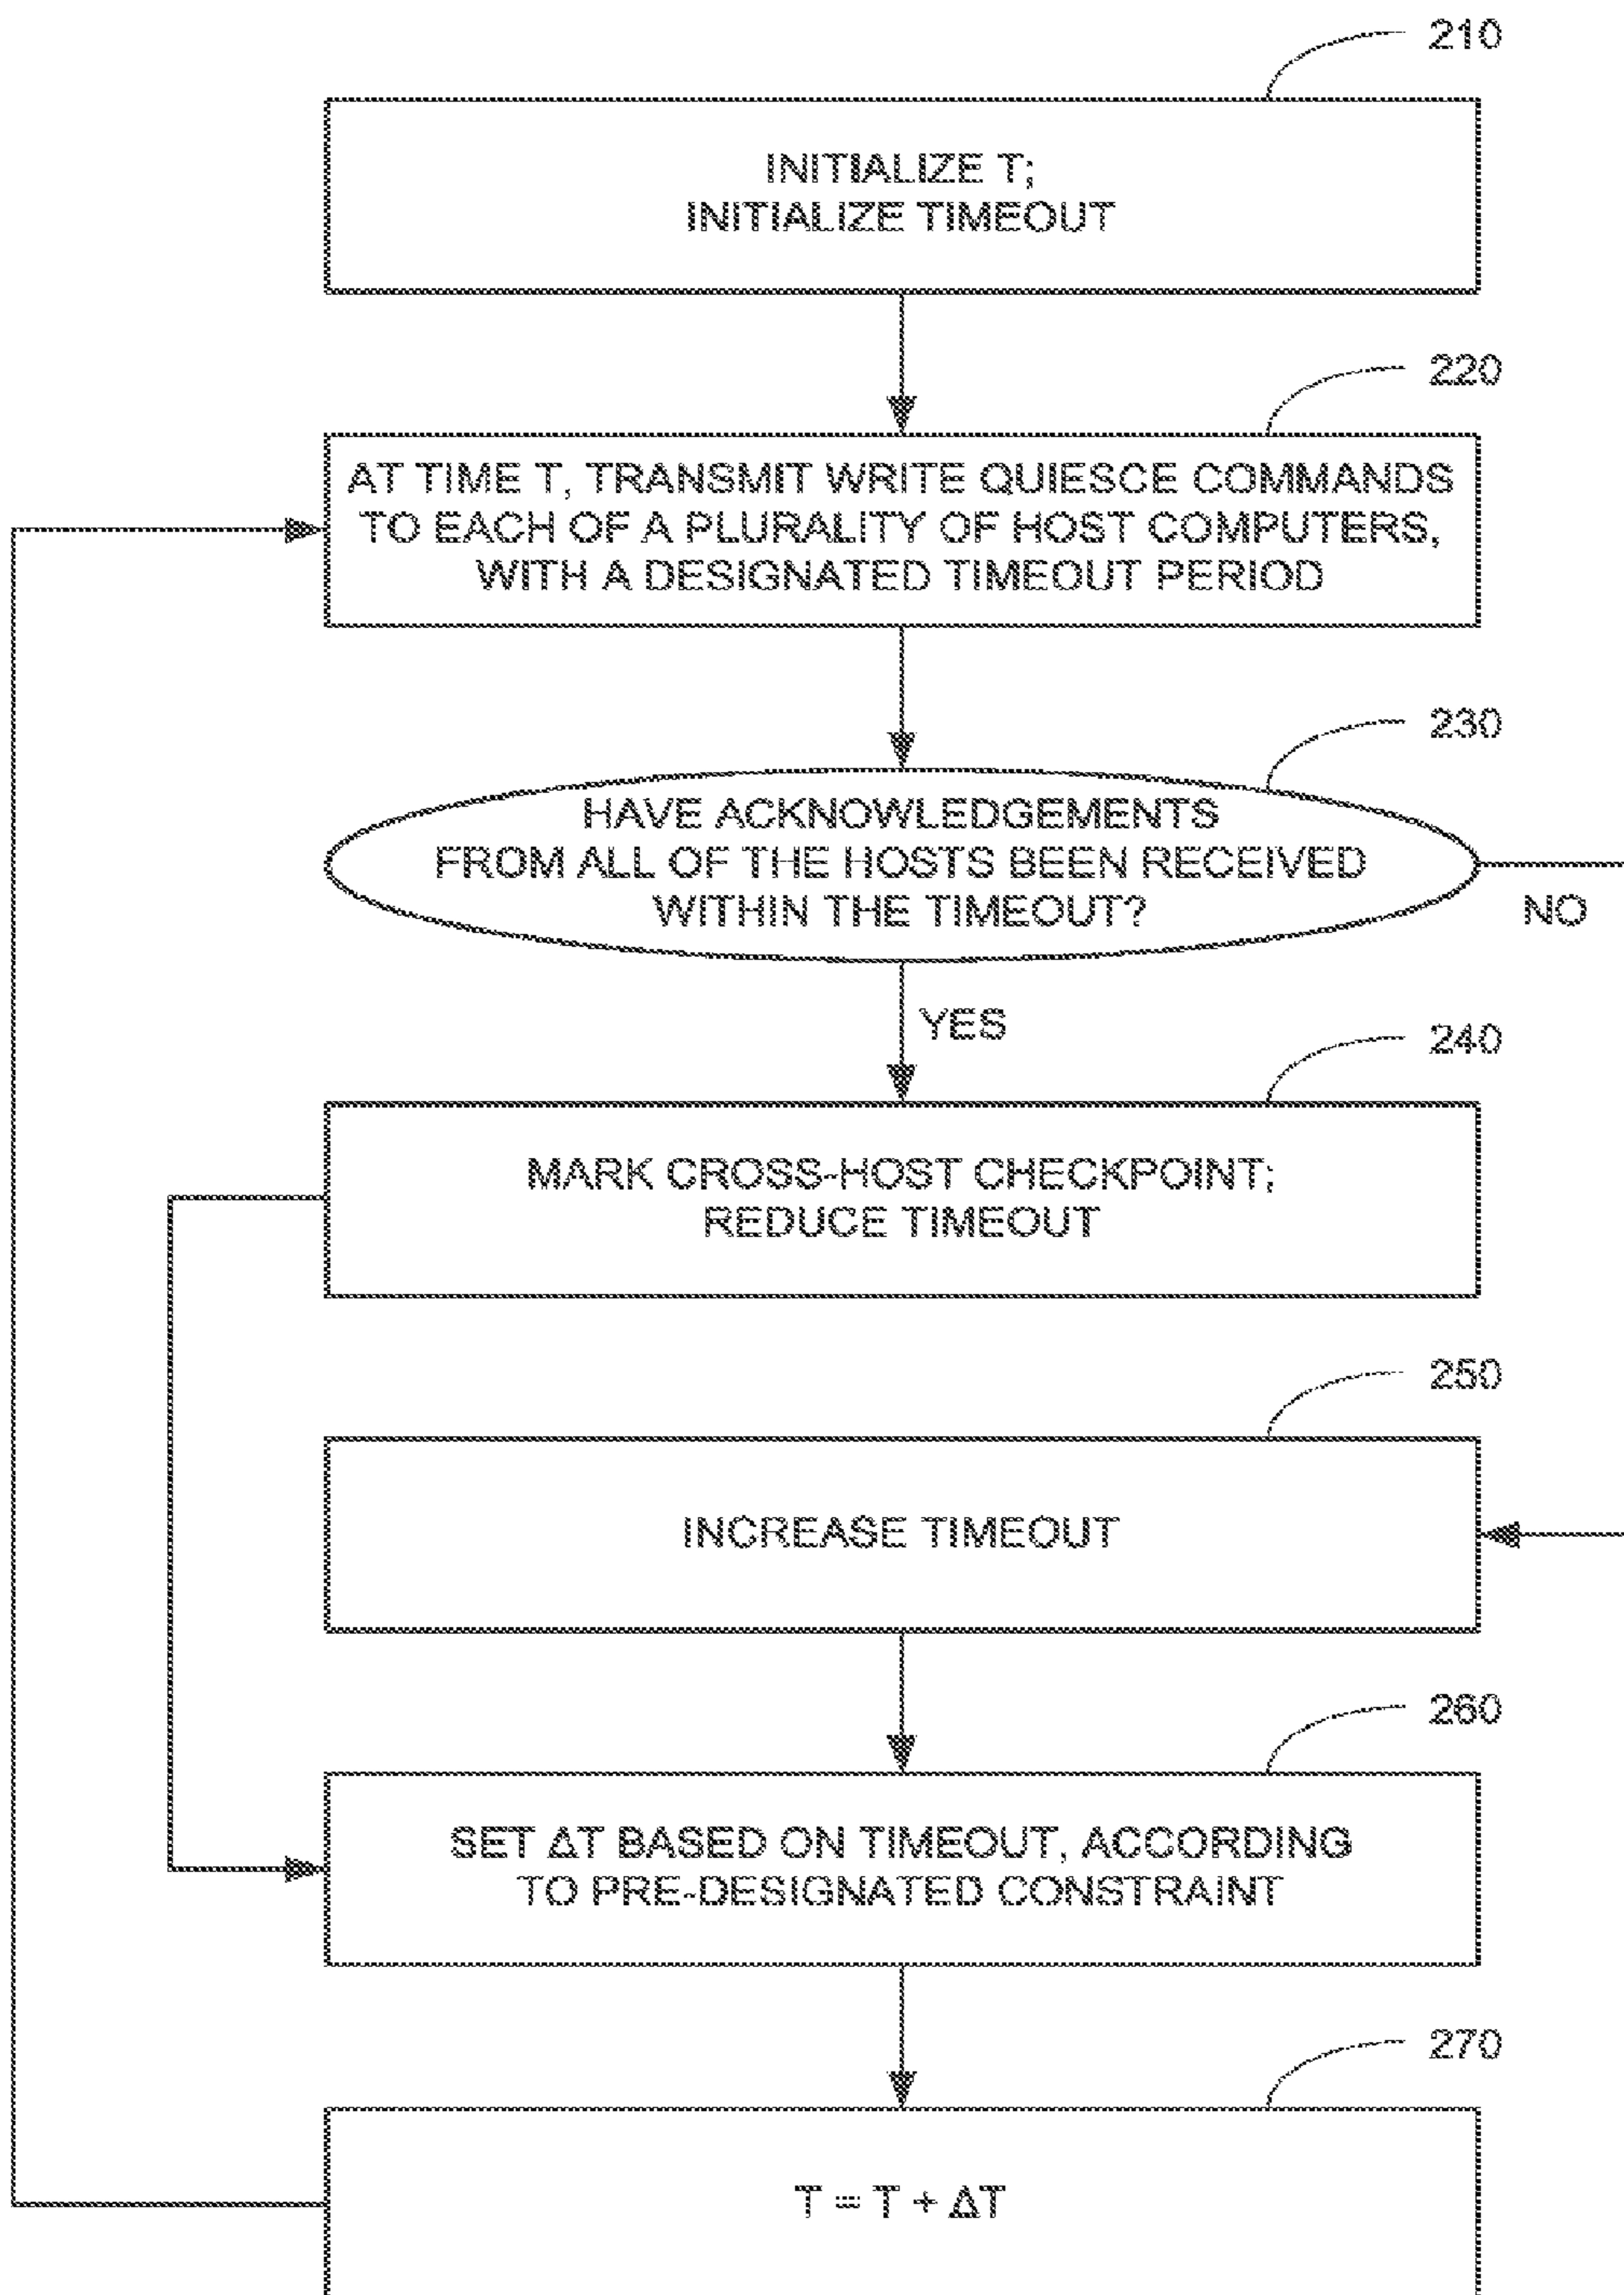 210
INITIALIZE T;
INITIALIZE TIMEOUT
220
AT TIME T, TRANSMIT WRITE QUIESCE COMMANDS
TO EACH OF A PLURALITY OF HOST COMPUTERS,
WITH A DESIGNATED TIMEOUT PERIOD
230
HAVE ACKNOWLEDGEMENTS
FROM ALL OF THE HOSTS BEEN RECEIVED
WITHIN THE TIMEOUT?
NO
YES
240
MARK CROSS-HOST CHECKPOINT;
REDUCE TIMEOUT
250
INCREASE TIMEOUT
260
SET ΔT BASED ON TIMEOUT, ACCORDING
TO PRE-DESIGNATED CONSTRAINT
270
T = T + ΔT